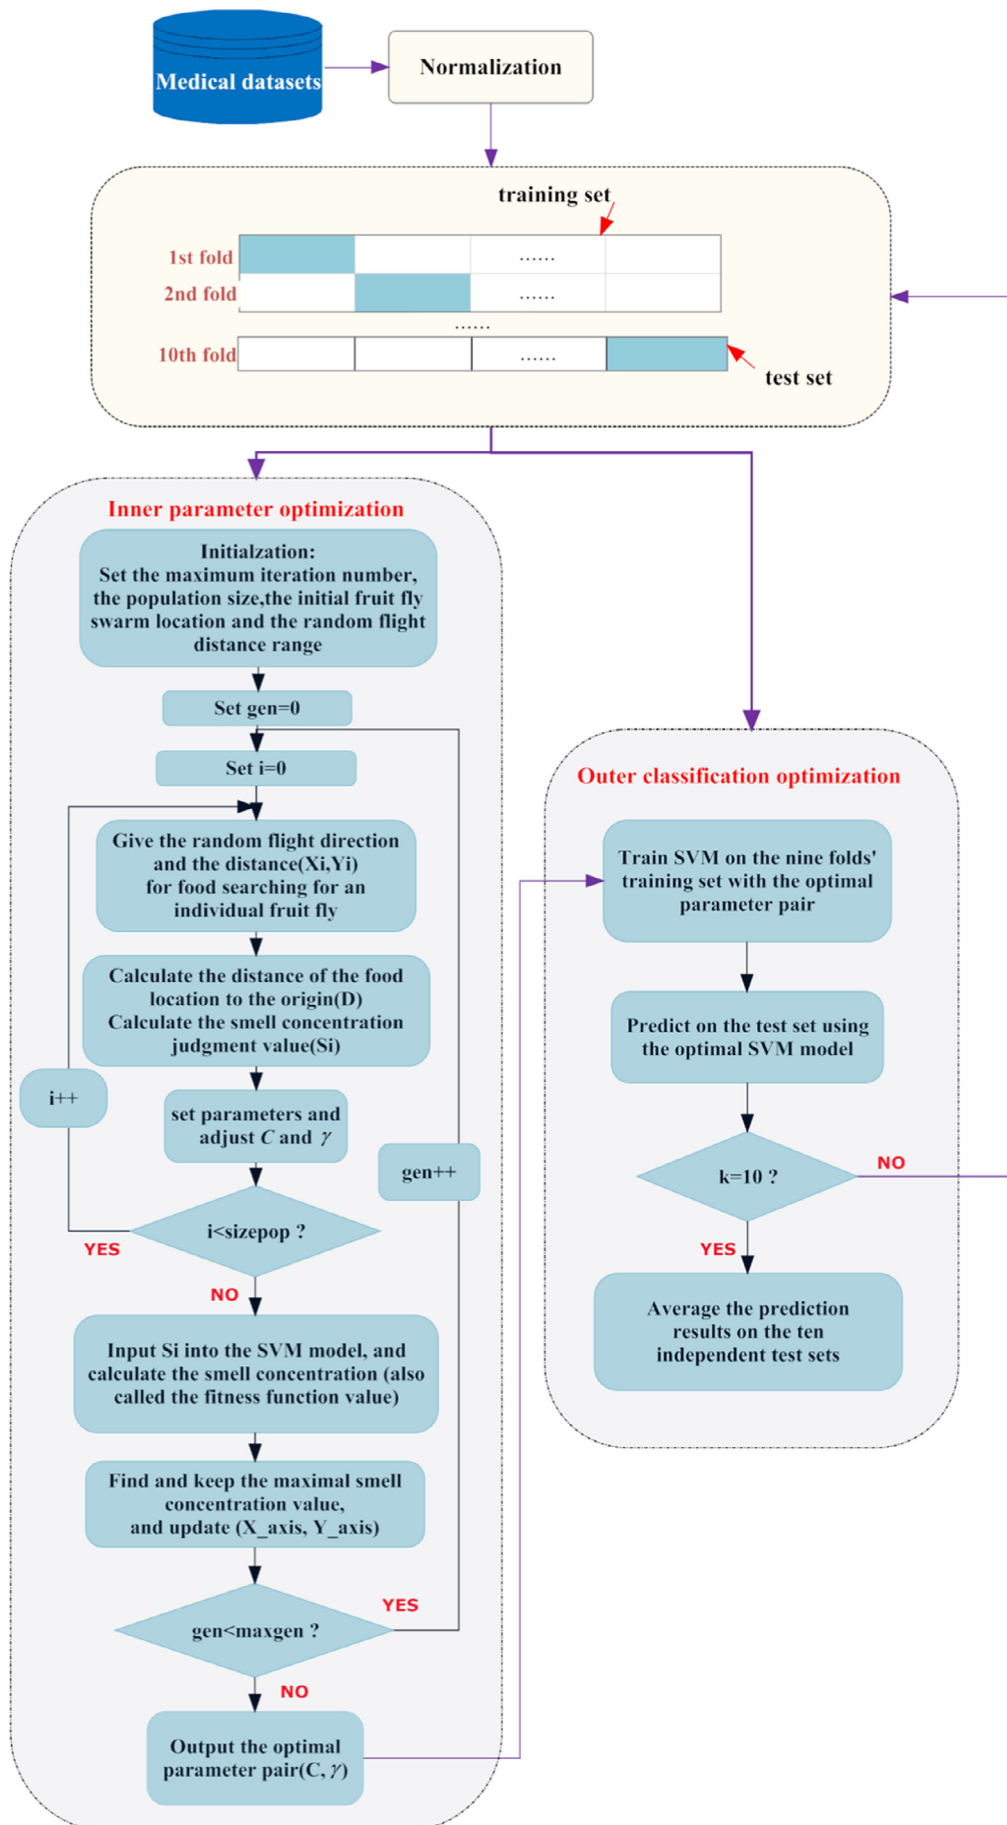 Medical datasets
Normalization
training set
1st fold
......
2nd fold
......
......
10th fold
......
test set
Inner parameter optimization
Initialzation:
Set the maximum iteration number,
the population size,the initial fruit fly
swarm location and the random flight
distance range
Set gen=0
Set i=0
Give the random flight direction
and the distance(Xi,Yi)
for food searching for an
individual fruit fly
Calculate the distance of the food
location to the origin(D)
Calculate the smell concentration
judgment value(Si)
i++
set parameters and
adjust C and γ
gen++
i<sizepop ?
YES
NO
Input Si into the SVM model, and
calculate the smell concentration (also
called the fitness function value)
Find and keep the maximal smell
concentration value,
and update (X_axis, Y_axis)
gen<maxgen ?
YES
NO
Output the optimal
parameter pair(C, γ)
Outer classification optimization
Train SVM on the nine folds'
training set with the optimal
parameter pair
Predict on the test set using
the optimal SVM model
k=10 ?
NO
YES
Average the prediction
results on the ten
independent test sets